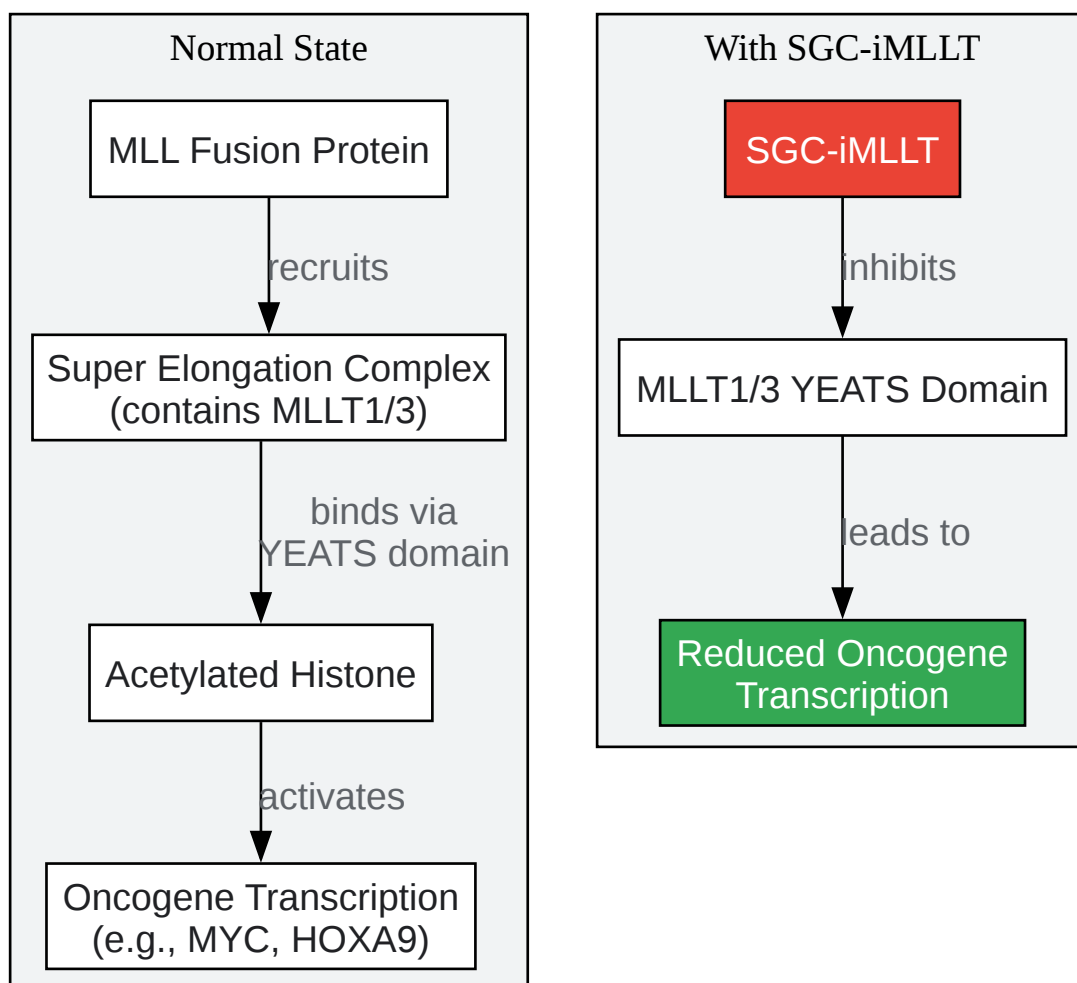 Normal State
MLL Fusion Protein
recruits
Super Elongation Complex
(contains MLLT1/3)
binds via
YEATS domain
Acetylated Histone
activates
Oncogene Transcription
(e.g., MYC, HOXA9)
With SGC-iMLLT
SGC-iMLLT
inhibits
MLLT1/3 YEATS Domain
leads to
Reduced Oncogene
Transcription